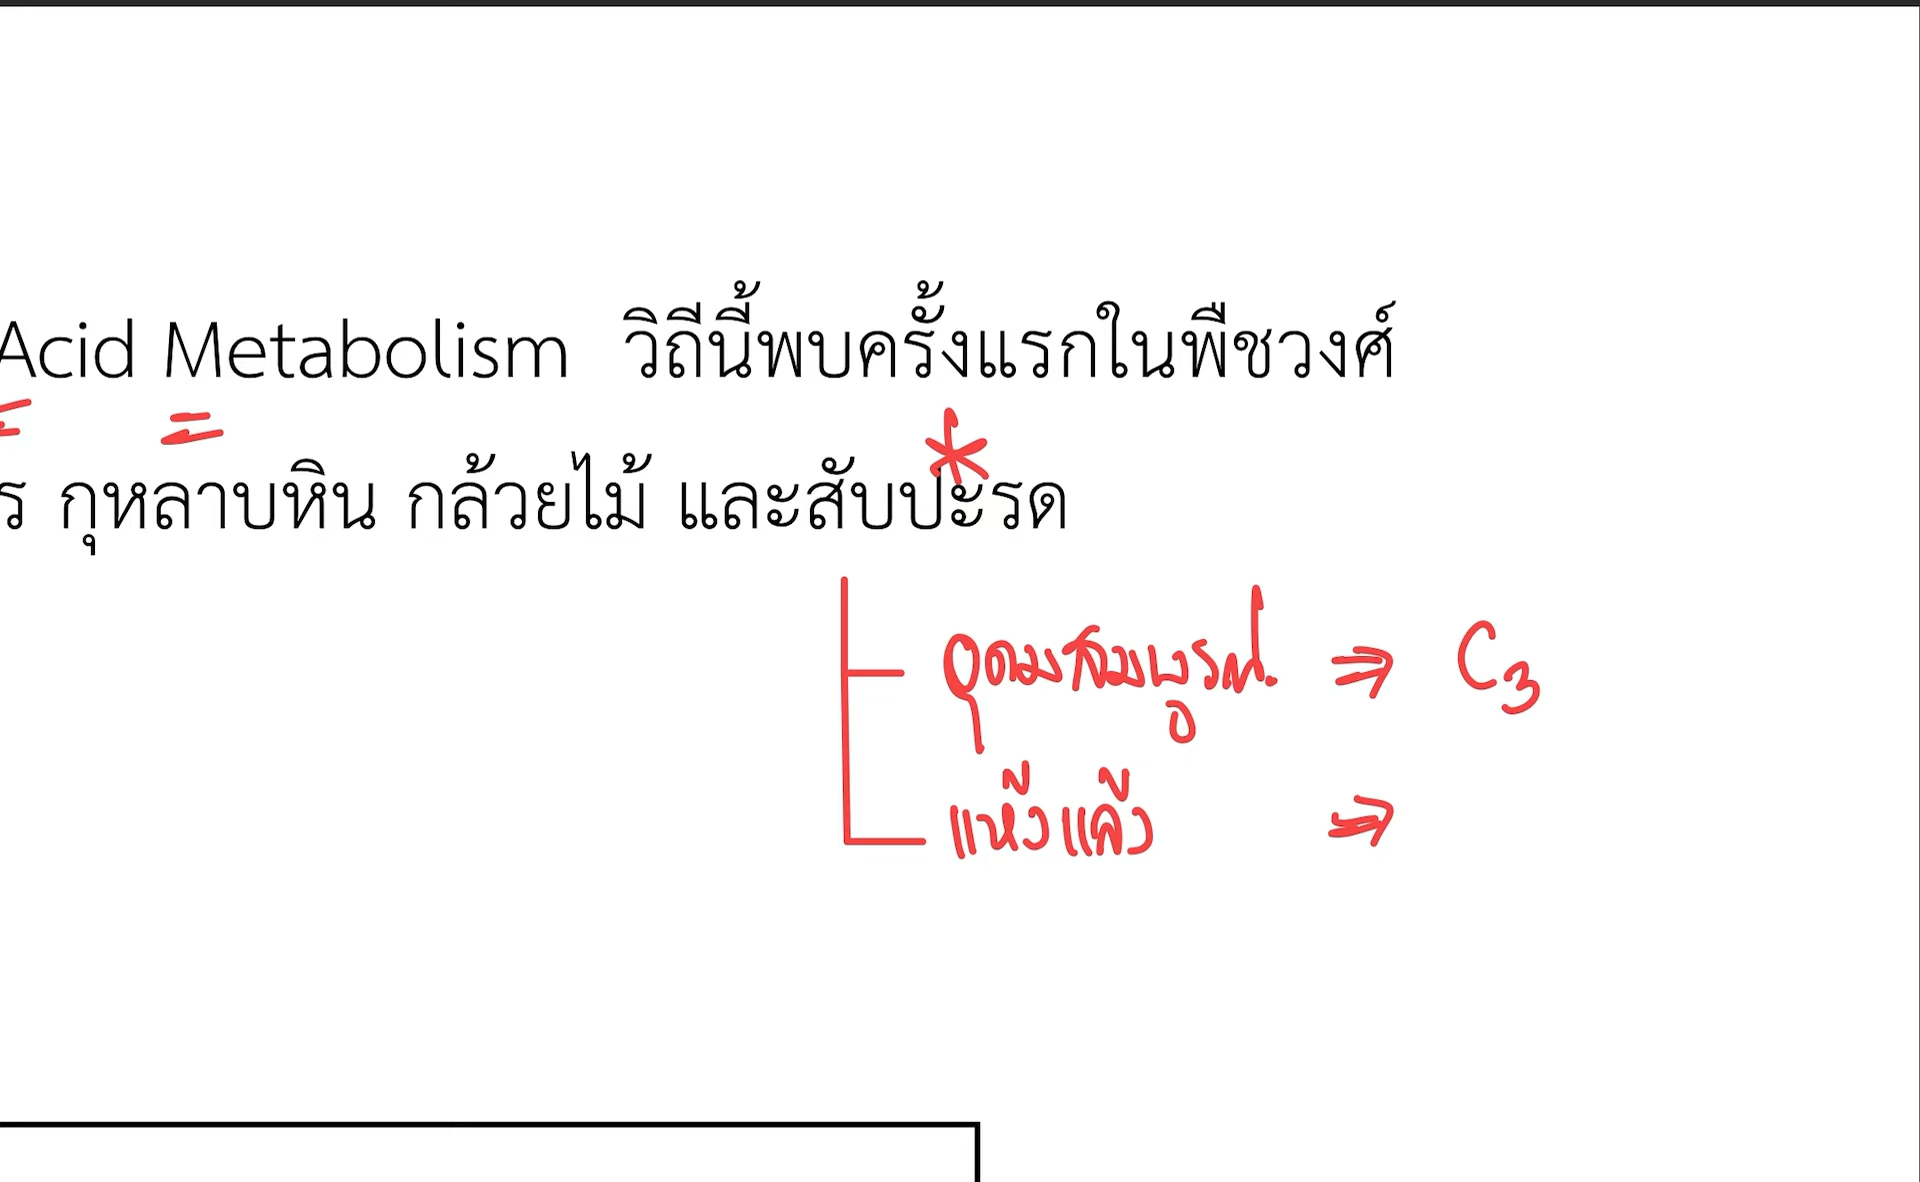 Acid Metabolism วิถีนี้พบครั้งแรกในพืชวงศ์
ร กุหลาบหิน กล้วยไม้ และสับปะรด
อุดมสมบูรณ์ ⇒ C3
แห้งแล้ง ⇒